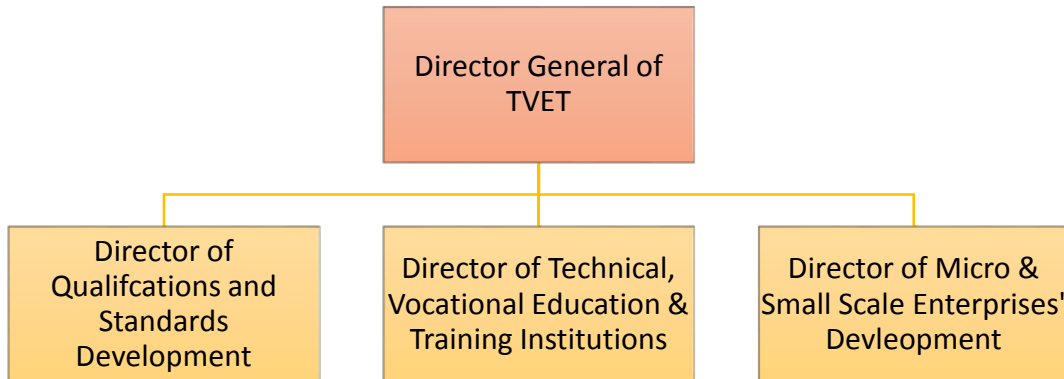 Director General of
TVET
Director of
Qualifcations and
Standards
Development
Director of Technical,
Vocational Education &
Training Institutions
Director of Micro &
Small Scale Enterprises'
Devleopment